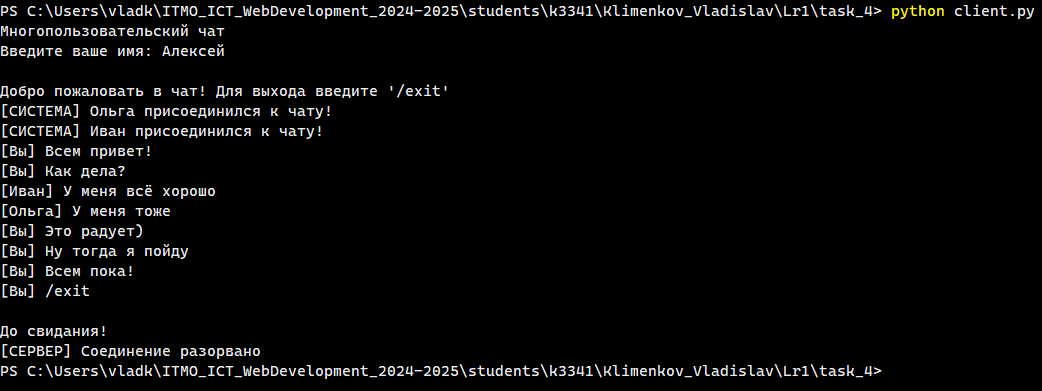 PS C:\Users\vladk\ITMO_ICT_WebDevelopment_2024-2025\students\k3341\Klimenkov_Vladislav\Lr1\task_4> python client.py
Многопользовательский чат
Введите ваше имя: Алексей
Добро пожаловать в чат! Для выхода введите '/exit'
[СИСТЕМА] Ольга присоединился к чату!
[СИСТЕМА] Иван присоединился к чату!
[Вы] Всем привет!
[Вы] Как дела?
[Иван] У меня всё хорошо
[Ольга] У меня тоже
[Вы] Это радует)
[Вы] Ну тогда я пойду
[Вы] Всем пока!
[Вы] /exit
До свидания!
[СЕРВЕР] Соединение разорвано
PS C:\Users\vladk\ITMO_ICT_WebDevelopment_2024-2025\students\k3341\Klimenkov_Vladislav\Lr1\task_4>